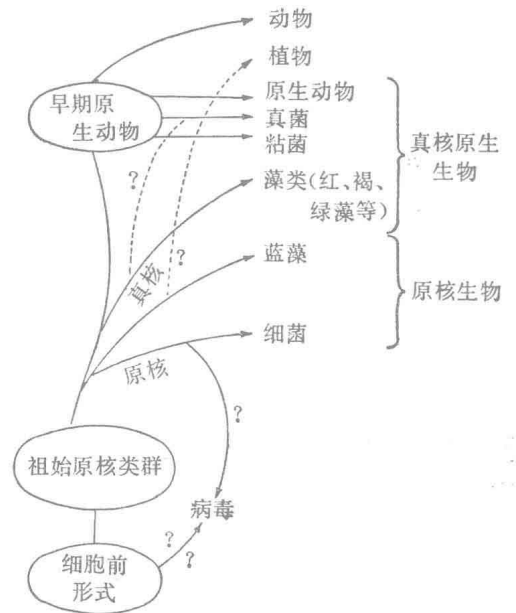 动物
植物
早期原
生动物
原生动物
真菌
粘菌
真核原生
生物
?
藻类(红、褐、
绿藻等)
?
真核
蓝藻
原核生物
细菌
原核
?
祖始原核类群
病毒
?
?
细胞前
形式